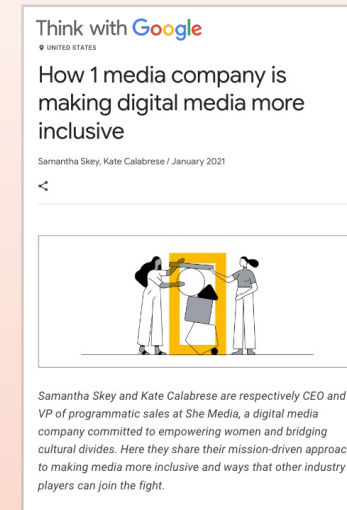 Think with Google
UNITED STATES
How 1 media company is
making digital media more
inclusive
Samantha Skey, Kate Calabrese / January 2021
Samantha Skey and Kate Calabrese are respectively CEO and
VP of programmatic sales at She Media, a digital media
company committed to empowering women and bridging
cultural divides. Here they share their mission-driven approac
to making media more inclusive and ways that other industry
players can join the fight.